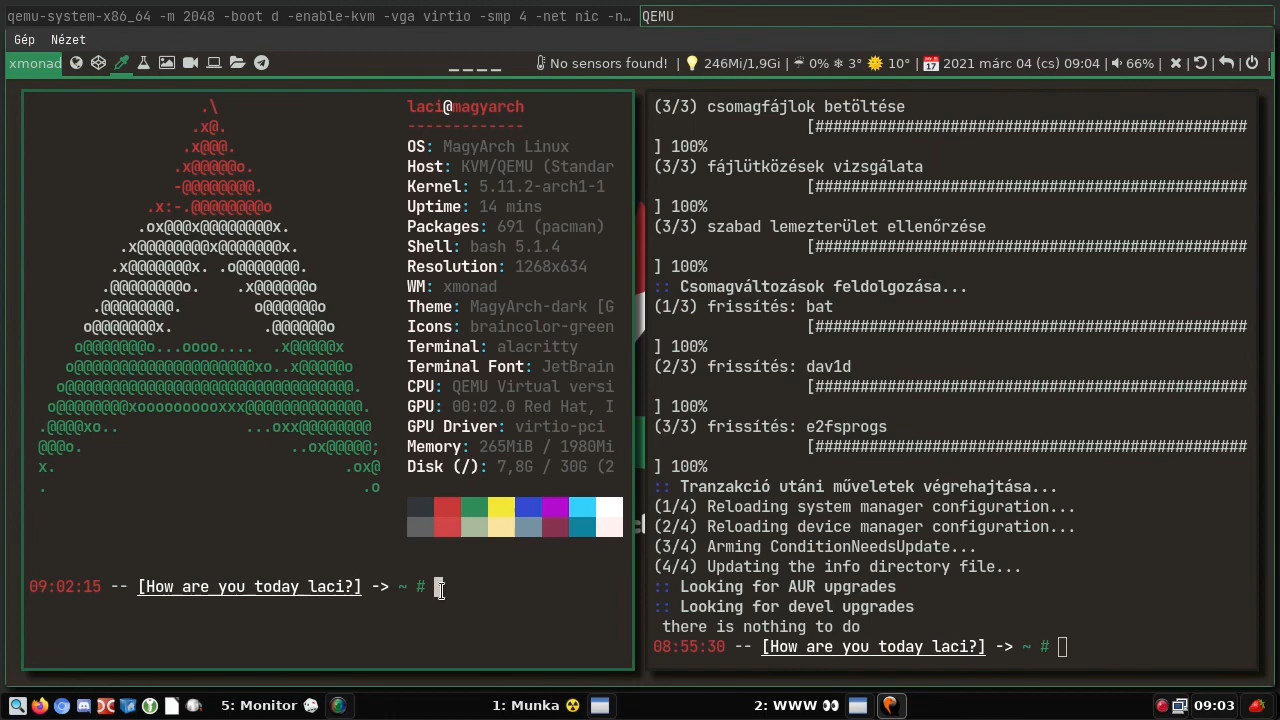 qemu-system-x86_64 -m 2048 -boot d -enable-kvm -vga virtio -smp 4 -net nic -n…
QEMU
Gép Nézet
xmonad
No sensors found! | 246Mi/1,9Gi | 0% 3° 10° | 2021 márc 04 (cs) 09:04 | 66% |
.\
.x@.
.x@@@.
.x@@@@@o.
-@@@@@@@@.
.x:-.@@@@@@@@o
.ox@@@x@@@@@@@@x.
.x@@@@@@@@x@@@@@@@x.
.x@@@@@@@x. .o@@@@@@@.
.@@@@@@@@o. .x@@@@@@o
.@@@@@@@@. o@@@@@@o
o@@@@@@@x. .@@@@@@o
o@@@@@@@o...oooo.... .x@@@@@x
o@@@@@@@@@@@@@@@@@@@@xo..x@@@@@o
o@@@@@@@@@@@@@@@@@@@@@@@@@@@@@@@.
o@@@@@@@@xoooooooooxxx@@@@@@@@@@@@@.
.@@@@xo.. ...oxx@@@@@@@@
@@@o. ..ox@@@@@;
x. .ox@
. .o
laci@magyarch
-------------
OS: MagyArch Linux
Host: KVM/QEMU (Standar
Kernel: 5.11.2-arch1-1
Uptime: 14 mins
Packages: 691 (pacman)
Shell: bash 5.1.4
Resolution: 1268x634
WM: xmonad
Theme: MagyArch-dark [G
Icons: braincolor-green
Terminal: alacritty
Terminal Font: JetBrain
CPU: QEMU Virtual versi
GPU: 00:02.0 Red Hat, I
GPU Driver: virtio-pci
Memory: 265MiB / 1980Mi
Disk (/): 7,8G / 30G (2
09:02:15 -- [How are you today laci?] -> ~ #
(3/3) csomagfájlok betöltése
[################################################
] 100%
(3/3) fájlütközések vizsgálata
[################################################
] 100%
(3/3) szabad lemezterület ellenőrzése
[################################################
] 100%
:: Csomagváltozások feldolgozása...
(1/3) frissítés: bat
[################################################
] 100%
(2/3) frissítés: dav1d
[################################################
] 100%
(3/3) frissítés: e2fsprogs
[################################################
] 100%
:: Tranzakció utáni műveletek végrehajtása...
(1/4) Reloading system manager configuration...
(2/4) Reloading device manager configuration...
(3/4) Arming ConditionNeedsUpdate...
(4/4) Updating the info directory file...
:: Looking for AUR upgrades
:: Looking for devel upgrades
there is nothing to do
08:55:30 -- [How are you today laci?] -> ~ #
5: Monitor
1: Munka
2: WWW
09:03